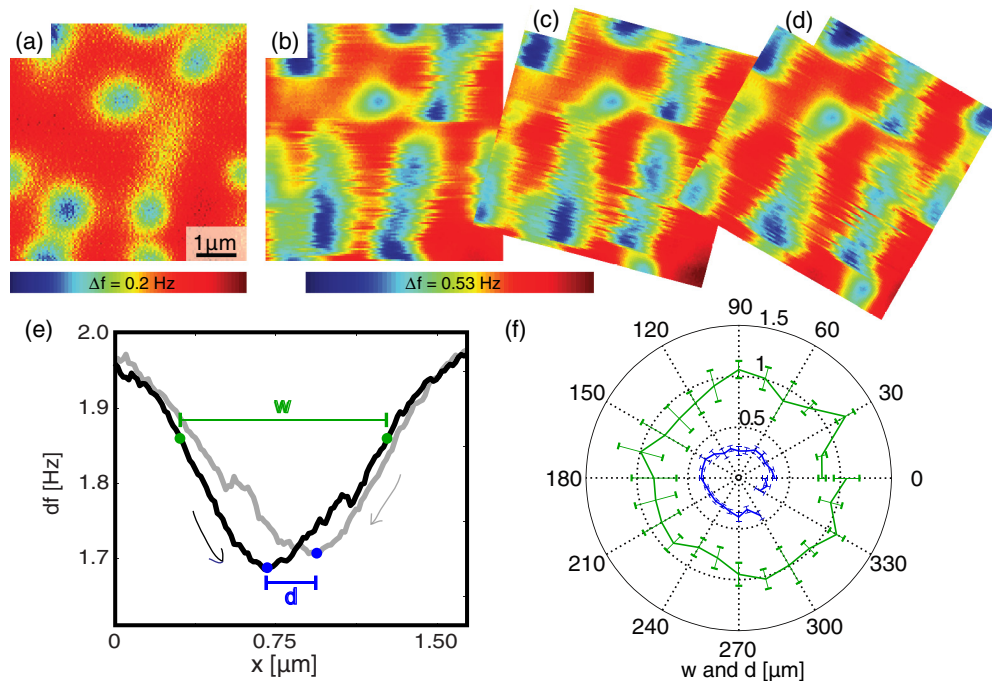 (a)
(b)
(c)
(d)
1μm
Δf = 0.2 Hz
Δf = 0.53 Hz
(e)
2.0
1.9
1.8
1.7
df [Hz]
w
d
0
0.75
1.50
x [μm]
(f)
90
120
60
150
30
180
0
210
330
240
300
270
1.5
1
0.5
w and d [μm]